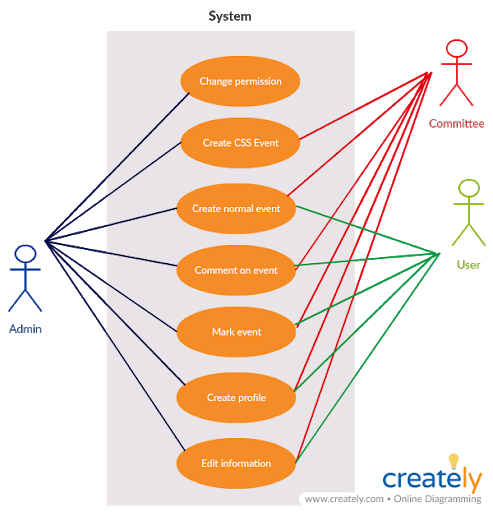 System
Change permission
Committee
Create CSS Event
Create normal event
User
Comment on event
Admin
Mark event
Create profile
Edit information
creately
www.creately.com • Online Diagramming